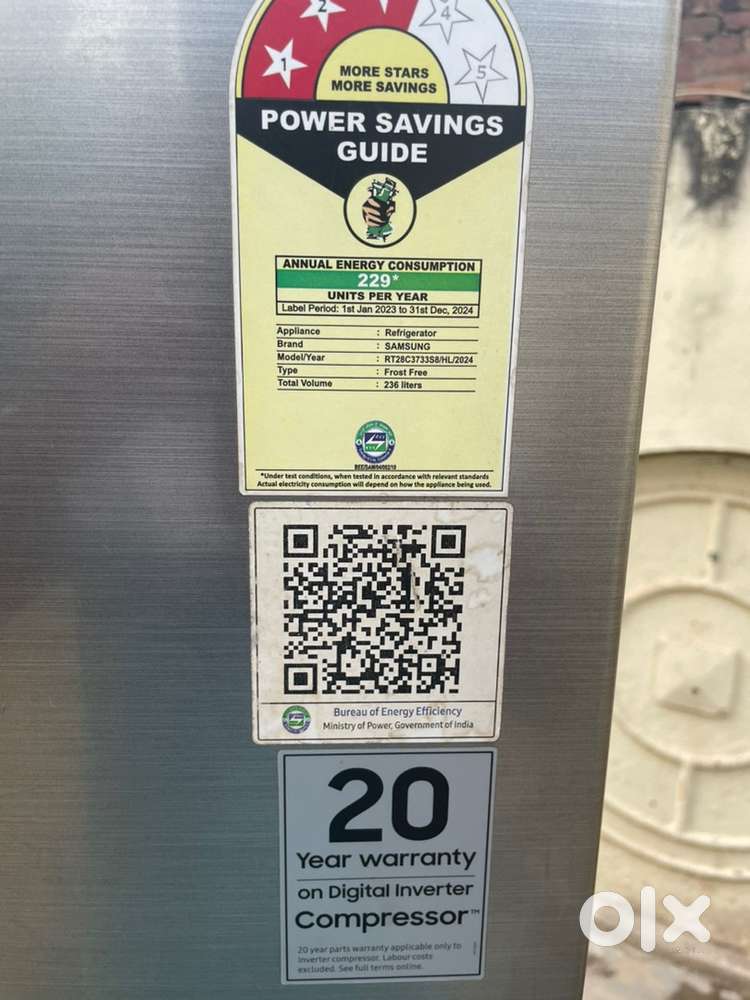 1
2
4
5
MORE STARS
MORE SAVINGS
POWER SAVINGS
GUIDE
ANNUAL ENERGY CONSUMPTION
229*
UNITS PER YEAR
Label Period: 1st Jan 2023 to 31st Dec, 2024
Appliance : Refrigerator
Brand : SAMSUNG
Model/Year : RT28C3733S8/HL/2024
Type : Frost Free
Total Volume : 236 liters
*Under test conditions, when tested in accordance with relevant standards
Actual electricity consumption will depend on how the appliance being used.
Bureau of Energy Efficiency
Ministry of Power, Government of India
20
Year warranty
on Digital Inverter
Compressor™
20 year parts warranty applicable only to
inverter compressor. Labour costs
excluded. See full terms online.
olx